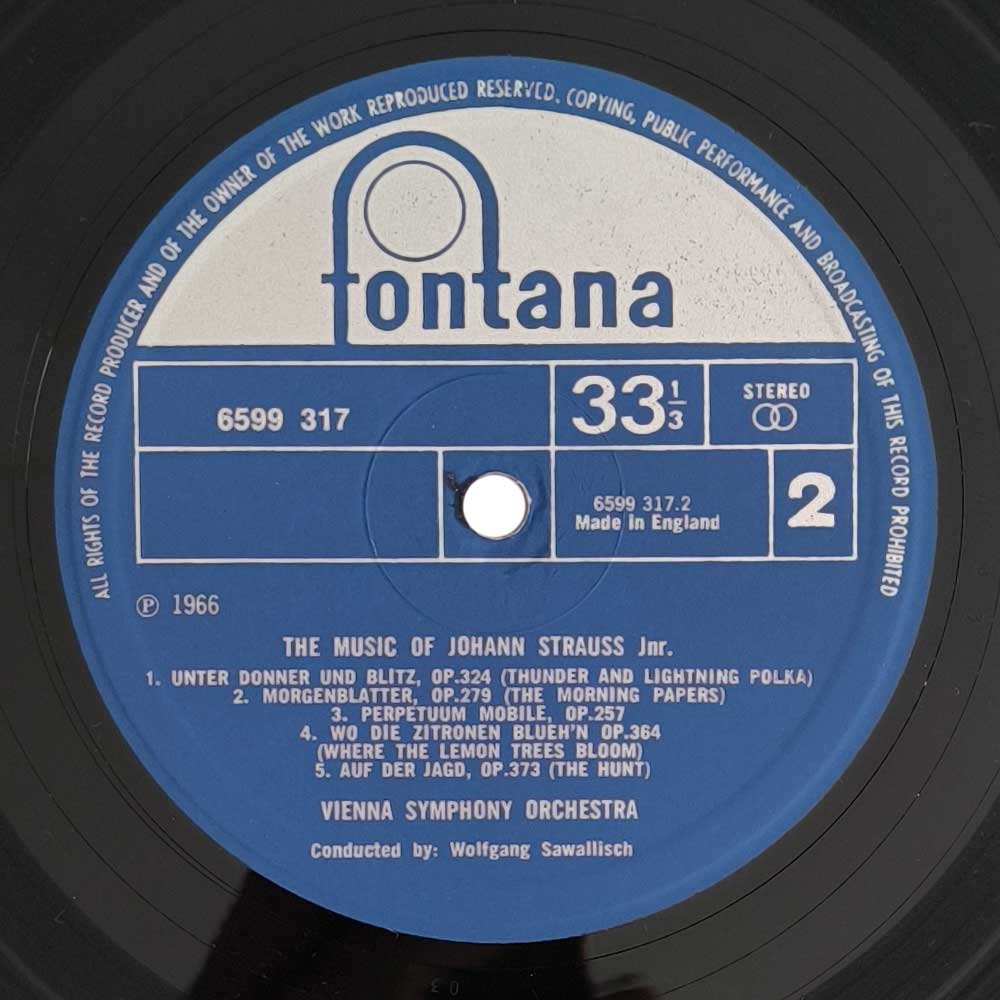 ALL RIGHTS OF THE RECORD PRODUCER AND OF THE OWNER OF THE WORK REPRODUCED RESERVED. COPYING, PUBLIC PERFORMANCE AND BROADCASTING OF THIS RECORD PROHIBITED
fontana
6599 317
33 1/3
STEREO
6599 317.2
Made in England
2
℗ 1966
THE MUSIC OF JOHANN STRAUSS Jnr.
1. UNTER DONNER UND BLITZ, OP.324 (THUNDER AND LIGHTNING POLKA)
2. MORGENBLATTER, OP.279 (THE MORNING PAPERS)
3. PERPETUUM MOBILE, OP.257
4. WO DIE ZITRONEN BLUEH'N OP.364
(WHERE THE LEMON TREES BLOOM)
5. AUF DER JAGD, OP.373 (THE HUNT)
VIENNA SYMPHONY ORCHESTRA
Conducted by: Wolfgang Sawallisch